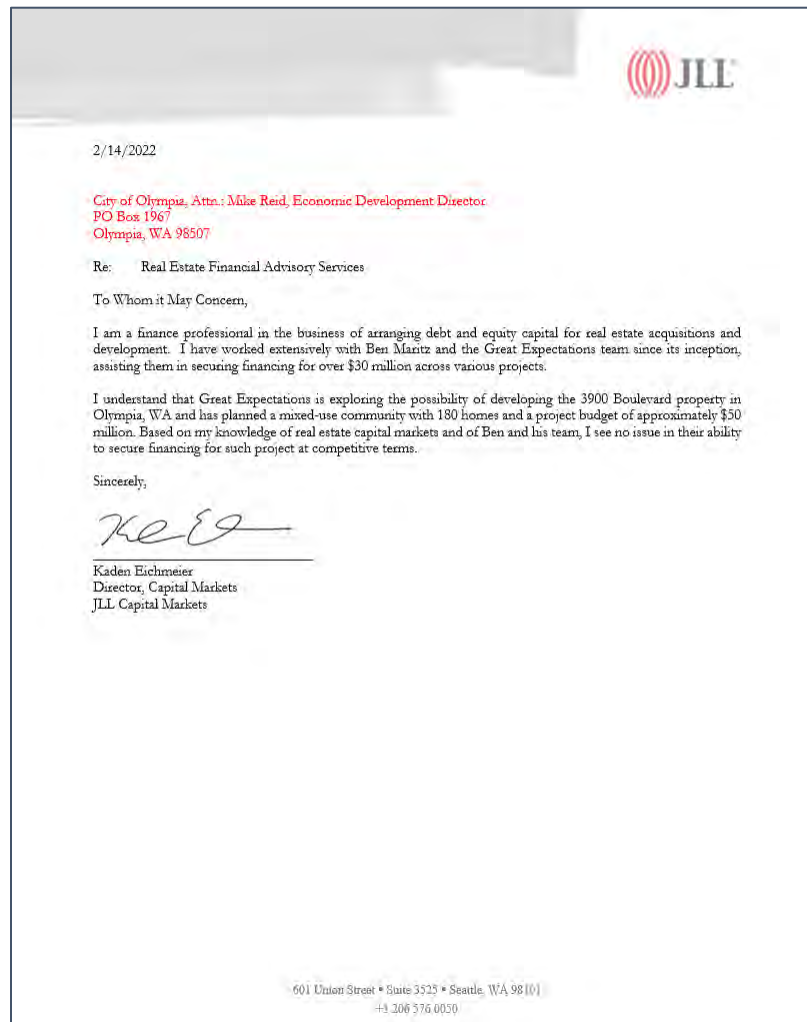 JLL
2/14/2022
City of Olympia, Attn.: Mike Reid, Economic Development Director
PO Box 1967
Olympia, WA 98507
Re: Real Estate Financial Advisory Services
To Whom it May Concern,
I am a finance professional in the business of arranging debt and equity capital for real estate acquisitions and
development. I have worked extensively with Ben Maritz and the Great Expectations team since its inception,
assisting them in securing financing for over $30 million across various projects.
I understand that Great Expectations is exploring the possibility of developing the 3900 Boulevard property in
Olympia, WA and has planned a mixed-use community with 180 homes and a project budget of approximately $50
million. Based on my knowledge of real estate capital markets and of Ben and his team, I see no issue in their ability
to secure financing for such project at competitive terms.
Sincerely,
Kaden Eichmeier
Director, Capital Markets
JLL Capital Markets
601 Union Street • Suite 3525 • Seattle, WA 98101
+1 206 576 0050